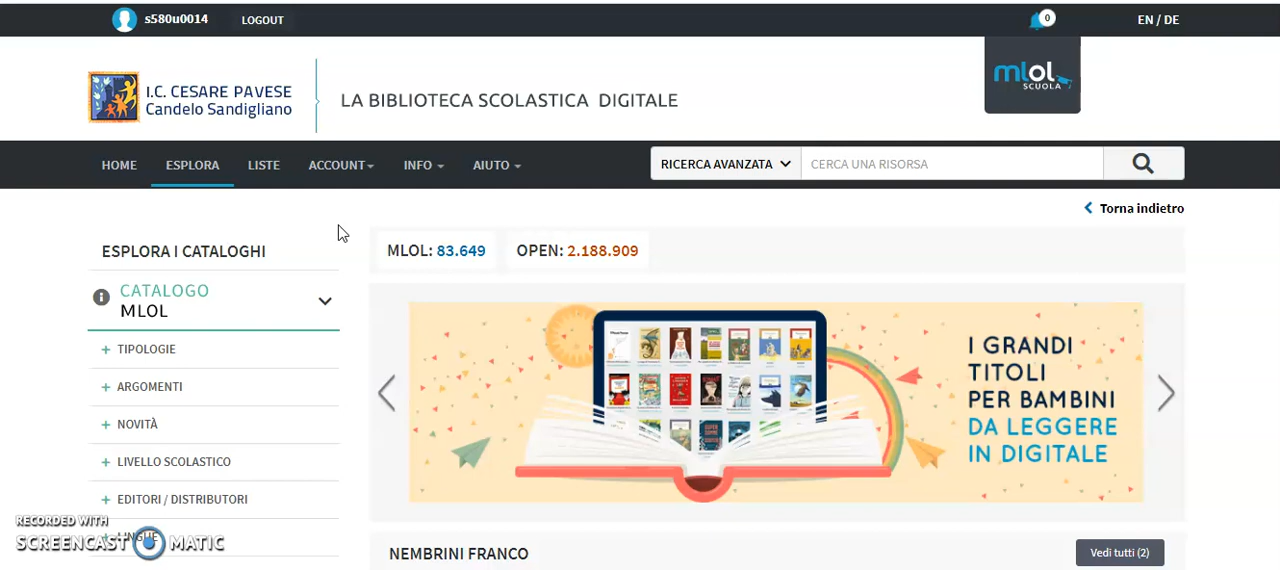 s580u0014 LOGOUT 0 EN / DE
I.C. CESARE PAVESE
Candelo Sandigliano
LA BIBLIOTECA SCOLASTICA DIGITALE
mlol
SCUOLA
HOME ESPLORA LISTE ACCOUNT INFO AIUTO RICERCA AVANZATA CERCA UNA RISORSA
Torna indietro
ESPLORA I CATALOGHI
CATALOGO
MLOL
+ TIPOLOGIE
+ ARGOMENTI
+ NOVITÀ
+ LIVELLO SCOLASTICO
+ EDITORI / DISTRIBUTORI
+ LINGUE
MLOL: 83.649 OPEN: 2.188.909
I GRANDI
TITOLI
PER BAMBINI
DA LEGGERE
IN DIGITALE
NEMBRINI FRANCO Vedi tutti (2)
RECORDED WITH
SCREENCAST MATIC